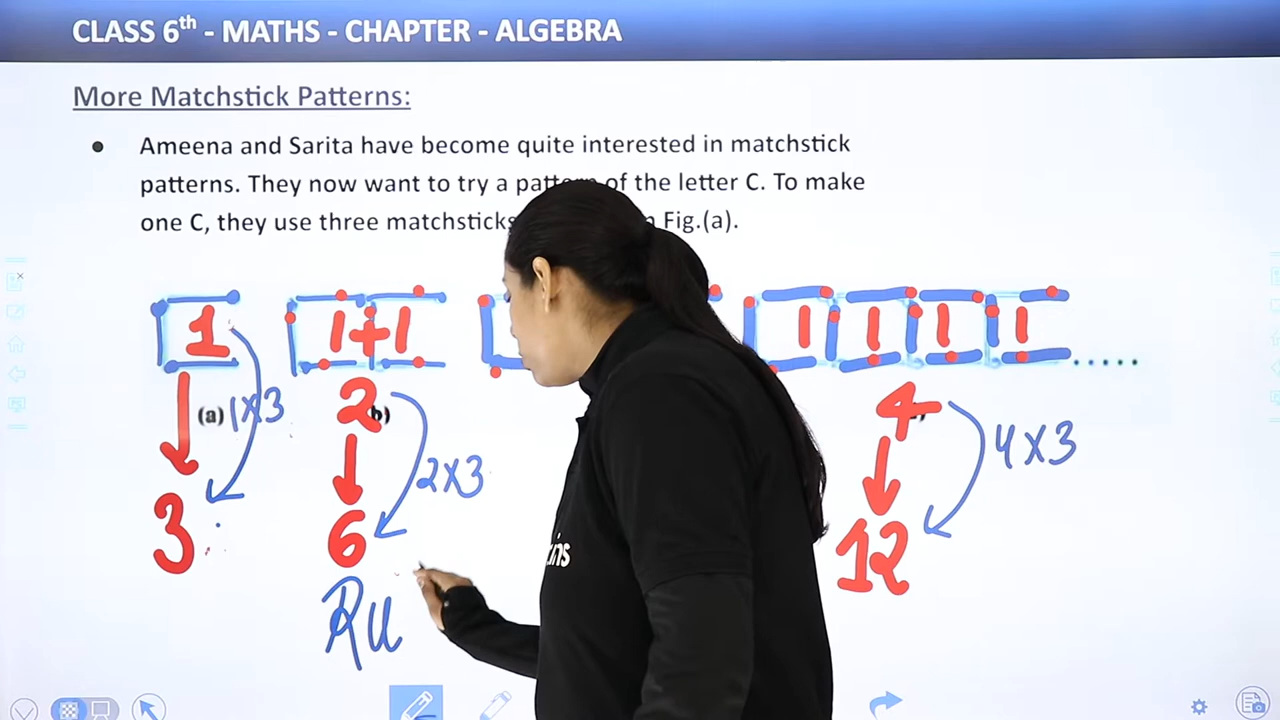 CLASS 6th - MATHS - CHAPTER - ALGEBRA
More Matchstick Patterns:
• Ameena and Sarita have become quite interested in matchstick
patterns. They now want to try a of the letter C. To make
one C, they use three matchsticks Fig.(a).
1 1+1 1 1 1 1
(a) 1x3 2 4
2x3 4x3
3 6 12
Ru